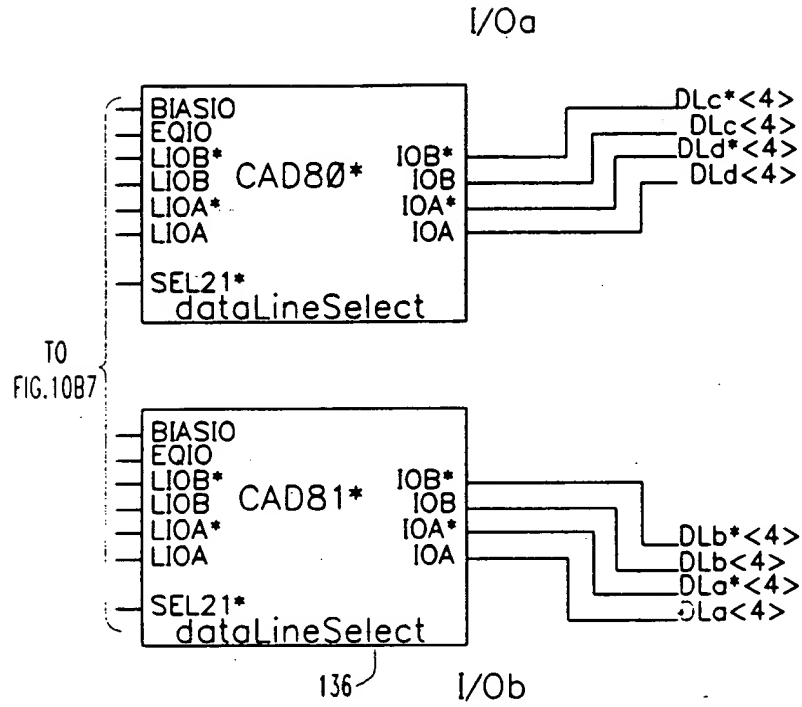 I/Oa
BIASIO
EQIO
LIOB*
LIOB
LIOA*
LIOA
SEL21*
CAD80*
IOB*
IOB
IOA*
IOA
dataLineSelect
DLc*<4>
DLc<4>
DLd*<4>
DLd<4>
TO
FIG.10B7
BIASIO
EQIO
LIOB*
LIOB
LIOA*
LIOA
SEL21*
CAD81*
IOB*
IOB
IOA*
IOA
dataLineSelect
DLb*<4>
DLb<4>
DLa*<4>
DLa<4>
136
I/Ob